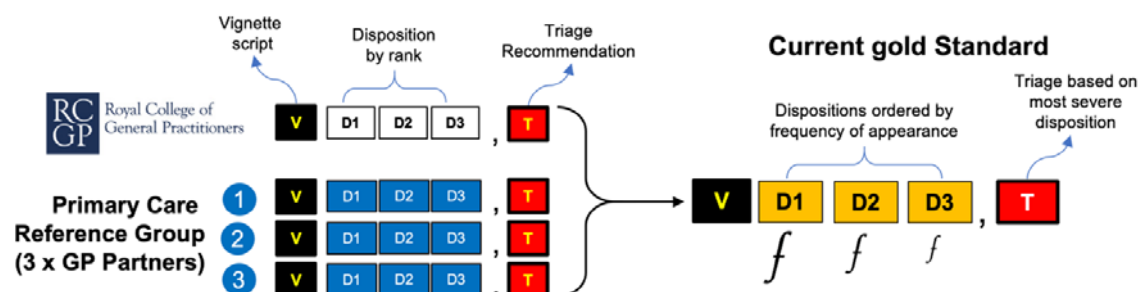 Vignette
script
Disposition
by rank
Triage
Recommendation
Current gold Standard
RC
GP
Royal College of
General Practitioners
V D1 D2 D3 , T
Dispositions ordered by
frequency of appearance
Triage based on
most severe
disposition
Primary Care
Reference Group
(3 x GP Partners)
1 V D1 D2 D3 , T
2 V D1 D2 D3 , T
3 V D1 D2 D3 , T
V D1 D2 D3 , T
f f f